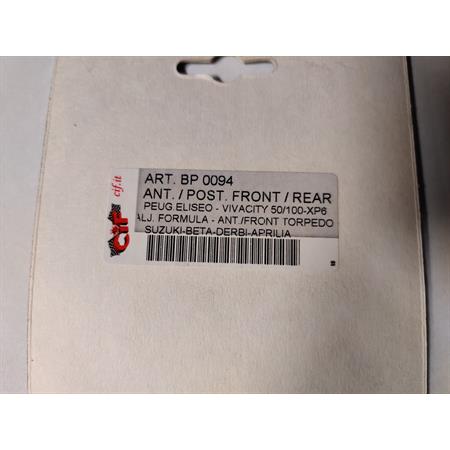 ART. BP 0094
ANT. / POST. FRONT / REAR
PEUG.ELISEO - VIVACITY 50/100-XP6
ALJ. FORMULA - ANT./FRONT TORPEDO
SUZUKI-BETA-DERBI-APRILIA
cif.it
CiF